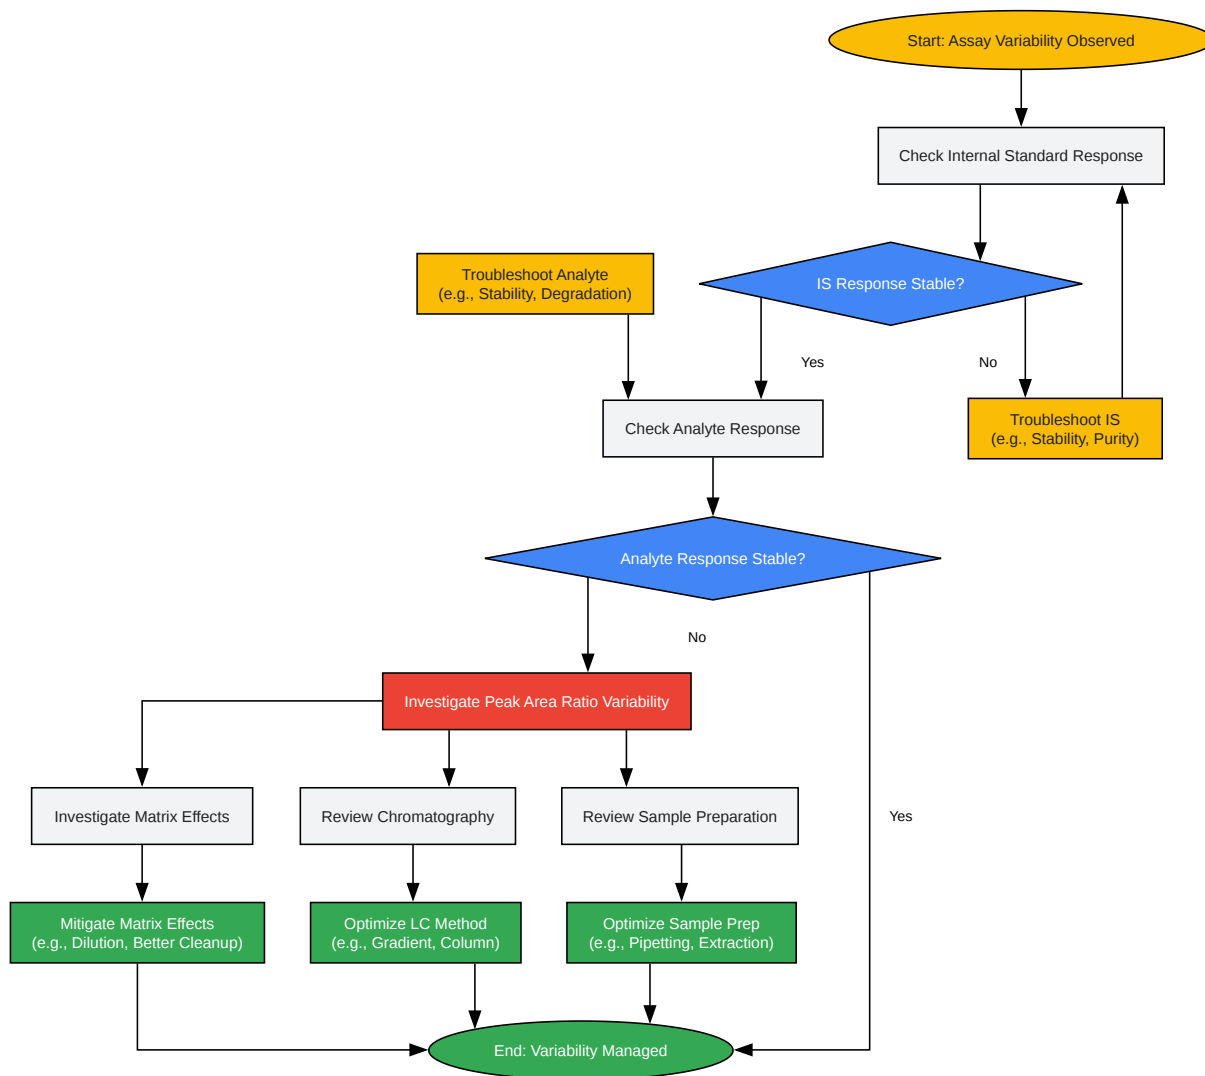 Start: Assay Variability Observed
Check Internal Standard Response
IS Response Stable?
Troubleshoot Analyte
(e.g., Stability, Degradation)
Yes
No
Troubleshoot IS
(e.g., Stability, Purity)
Check Analyte Response
Analyte Response Stable?
No
Investigate Peak Area Ratio Variability
Investigate Matrix Effects
Review Chromatography
Review Sample Preparation
Yes
Mitigate Matrix Effects
(e.g., Dilution, Better Cleanup)
Optimize LC Method
(e.g., Gradient, Column)
Optimize Sample Prep
(e.g., Pipetting, Extraction)
End: Variability Managed